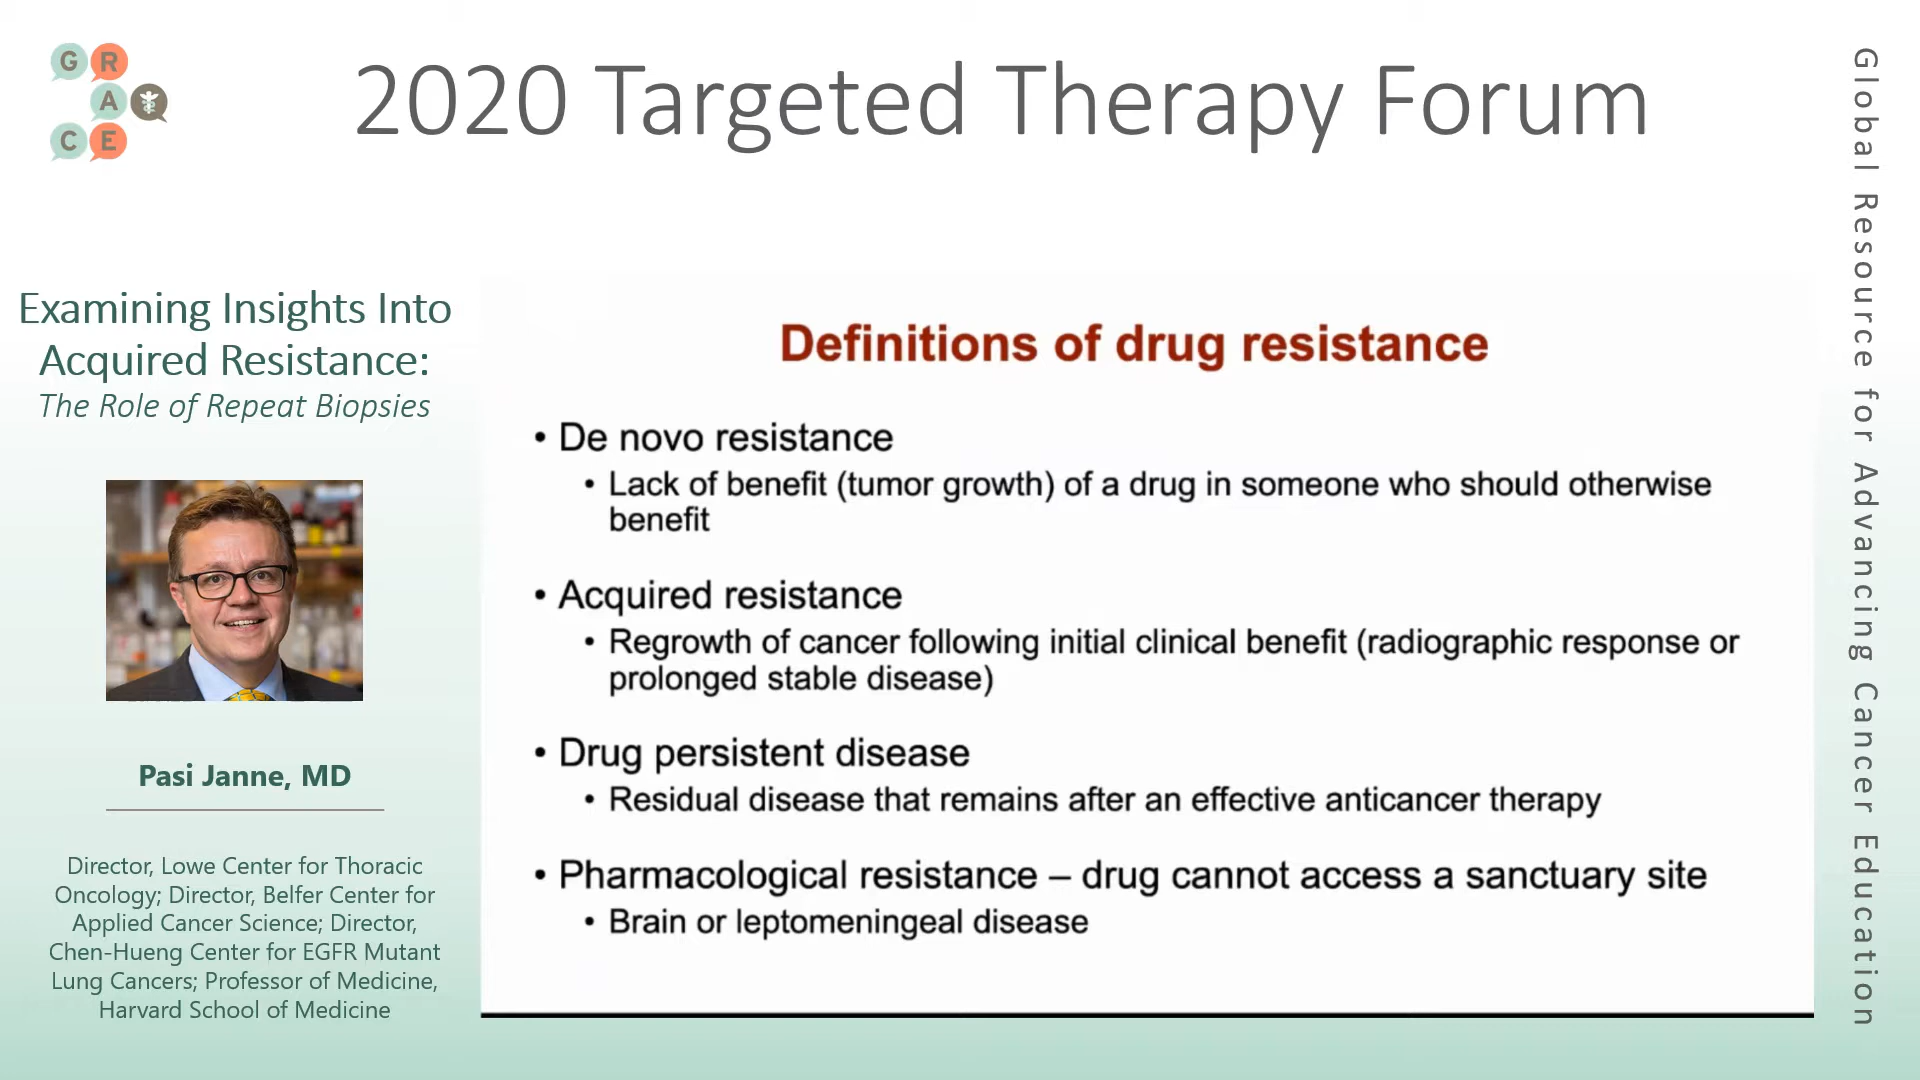 G R
A
C E
2020 Targeted Therapy Forum
Examining Insights Into
Acquired Resistance:
The Role of Repeat Biopsies
Pasi Janne, MD
Director, Lowe Center for Thoracic
Oncology; Director, Belfer Center for
Applied Cancer Science; Director,
Chen-Hueng Center for EGFR Mutant
Lung Cancers; Professor of Medicine,
Harvard School of Medicine
Definitions of drug resistance
• De novo resistance
• Lack of benefit (tumor growth) of a drug in someone who should otherwise
benefit
• Acquired resistance
• Regrowth of cancer following initial clinical benefit (radiographic response or
prolonged stable disease)
• Drug persistent disease
• Residual disease that remains after an effective anticancer therapy
• Pharmacological resistance – drug cannot access a sanctuary site
• Brain or leptomeningeal disease
Global Resource for Advancing Cancer Education